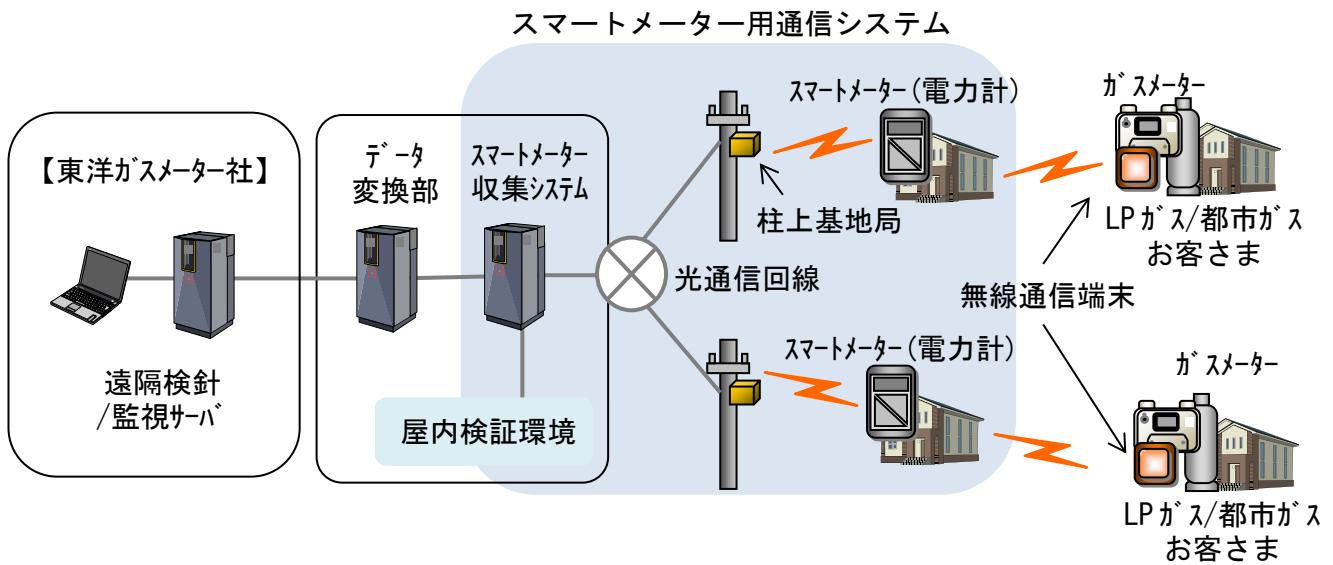 スマートメーター用通信システム
【東洋ガスメーター社】
遠隔検針
/監視ｻｰﾊﾞ
ﾃﾞｰﾀ
変換部
ｽﾏｰﾄﾒｰﾀｰ
収集ｼｽﾃﾑ
屋内検証環境
光通信回線
柱上基地局
ｽﾏｰﾄﾒｰﾀｰ(電力計)
ｽﾏｰﾄﾒｰﾀｰ(電力計)
ｶﾞｽﾒｰﾀｰ
LPｶﾞｽ/都市ｶﾞｽ
お客さま
無線通信端末
ｶﾞｽﾒｰﾀｰ
LPｶﾞｽ/都市ｶﾞｽ
お客さま